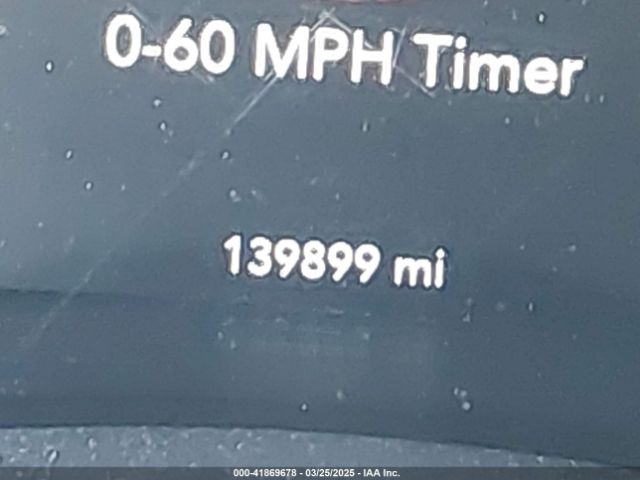 0-60 MPH Timer
139899 mi
000-41869678 - 03/25/2025 - IAA Inc.